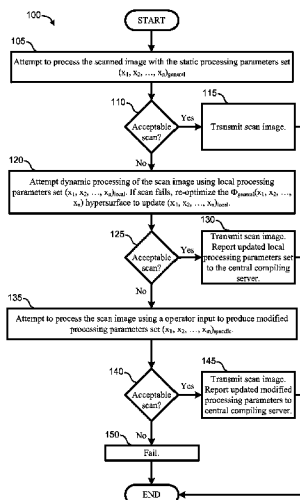 100
START
105
Attempt to process the scanned image with the static processing parameters set
(x1, x2, …, xn)general
110
Acceptable
scan?
Yes
115
Transmit scan image.
No
120
Attempt dynamic processing of the scan image using local processing
parameters set (x1, x2, …, xn)local. If scan fails, re-optimize the Φgeneral(x1, x2, …,
xn) hypersurface to update (x1, x2, …, xn)local.
125
Acceptable
scan?
Yes
130
Transmit scan image.
Report updated local
processing parameters set
to the central compiling
server.
No
135
Attempt to process the scan image using a operator input to produce modified
processing parameters set (x1, x2, …, xm)specific.
140
Acceptable
scan?
Yes
145
Transmit scan image.
Report updated modified
processing parameters to
central compiling server.
No
150
Fail.
END